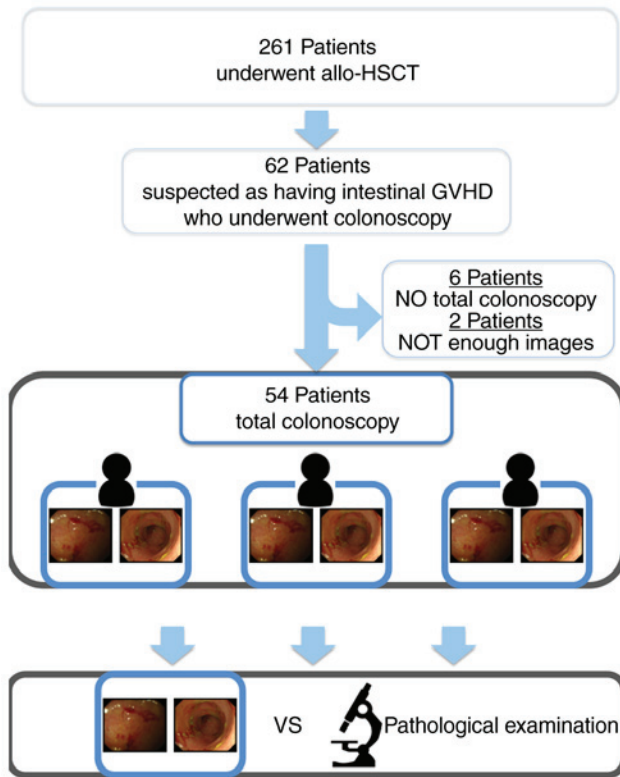 261 Patients
underwent allo-HSCT
62 Patients
suspected as having intestinal GVHD
who underwent colonoscopy
6 Patients
NO total colonoscopy
2 Patients
NOT enough images
54 Patients
total colonoscopy
VS
Pathological examination